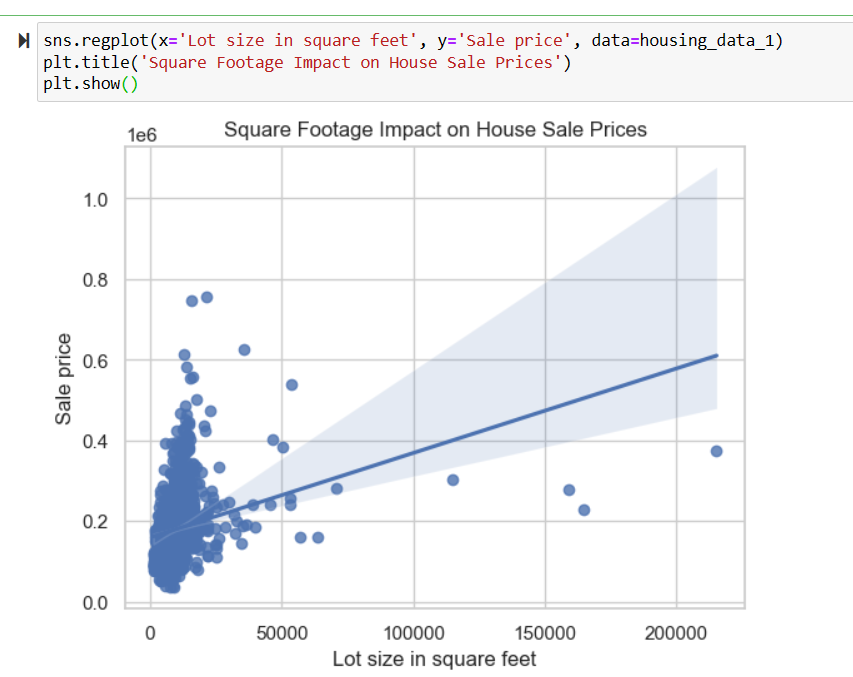 sns.regplot(x='Lot size in square feet', y='Sale price', data=housing_data_1)
plt.title('Square Footage Impact on House Sale Prices')
plt.show()
1e6
Square Footage Impact on House Sale Prices
1.0
0.8
0.6
0.4
0.2
0.0
Sale price
0 50000 100000 150000 200000
Lot size in square feet